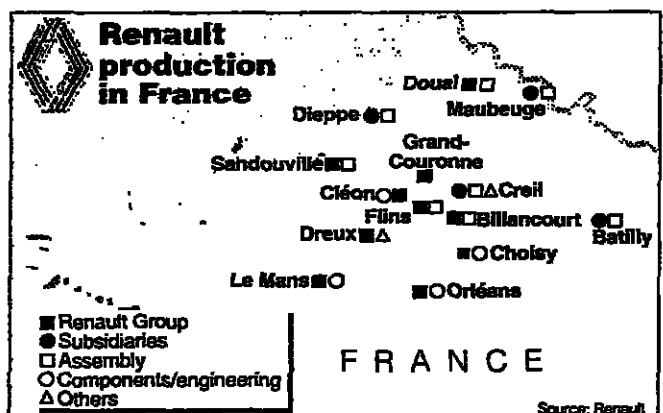 Renault
production
in France
Douai
Maubeuge
Dieppe
Grand-
Couronne
Sandouville
Cléon
Creil
Flins
Billancourt
Batilly
Dreux
Choisy
Le Mans
Orléans
Renault Group
Subsidiaries
Assembly
Components/engineering
Others
FRANCE
Source: Renault